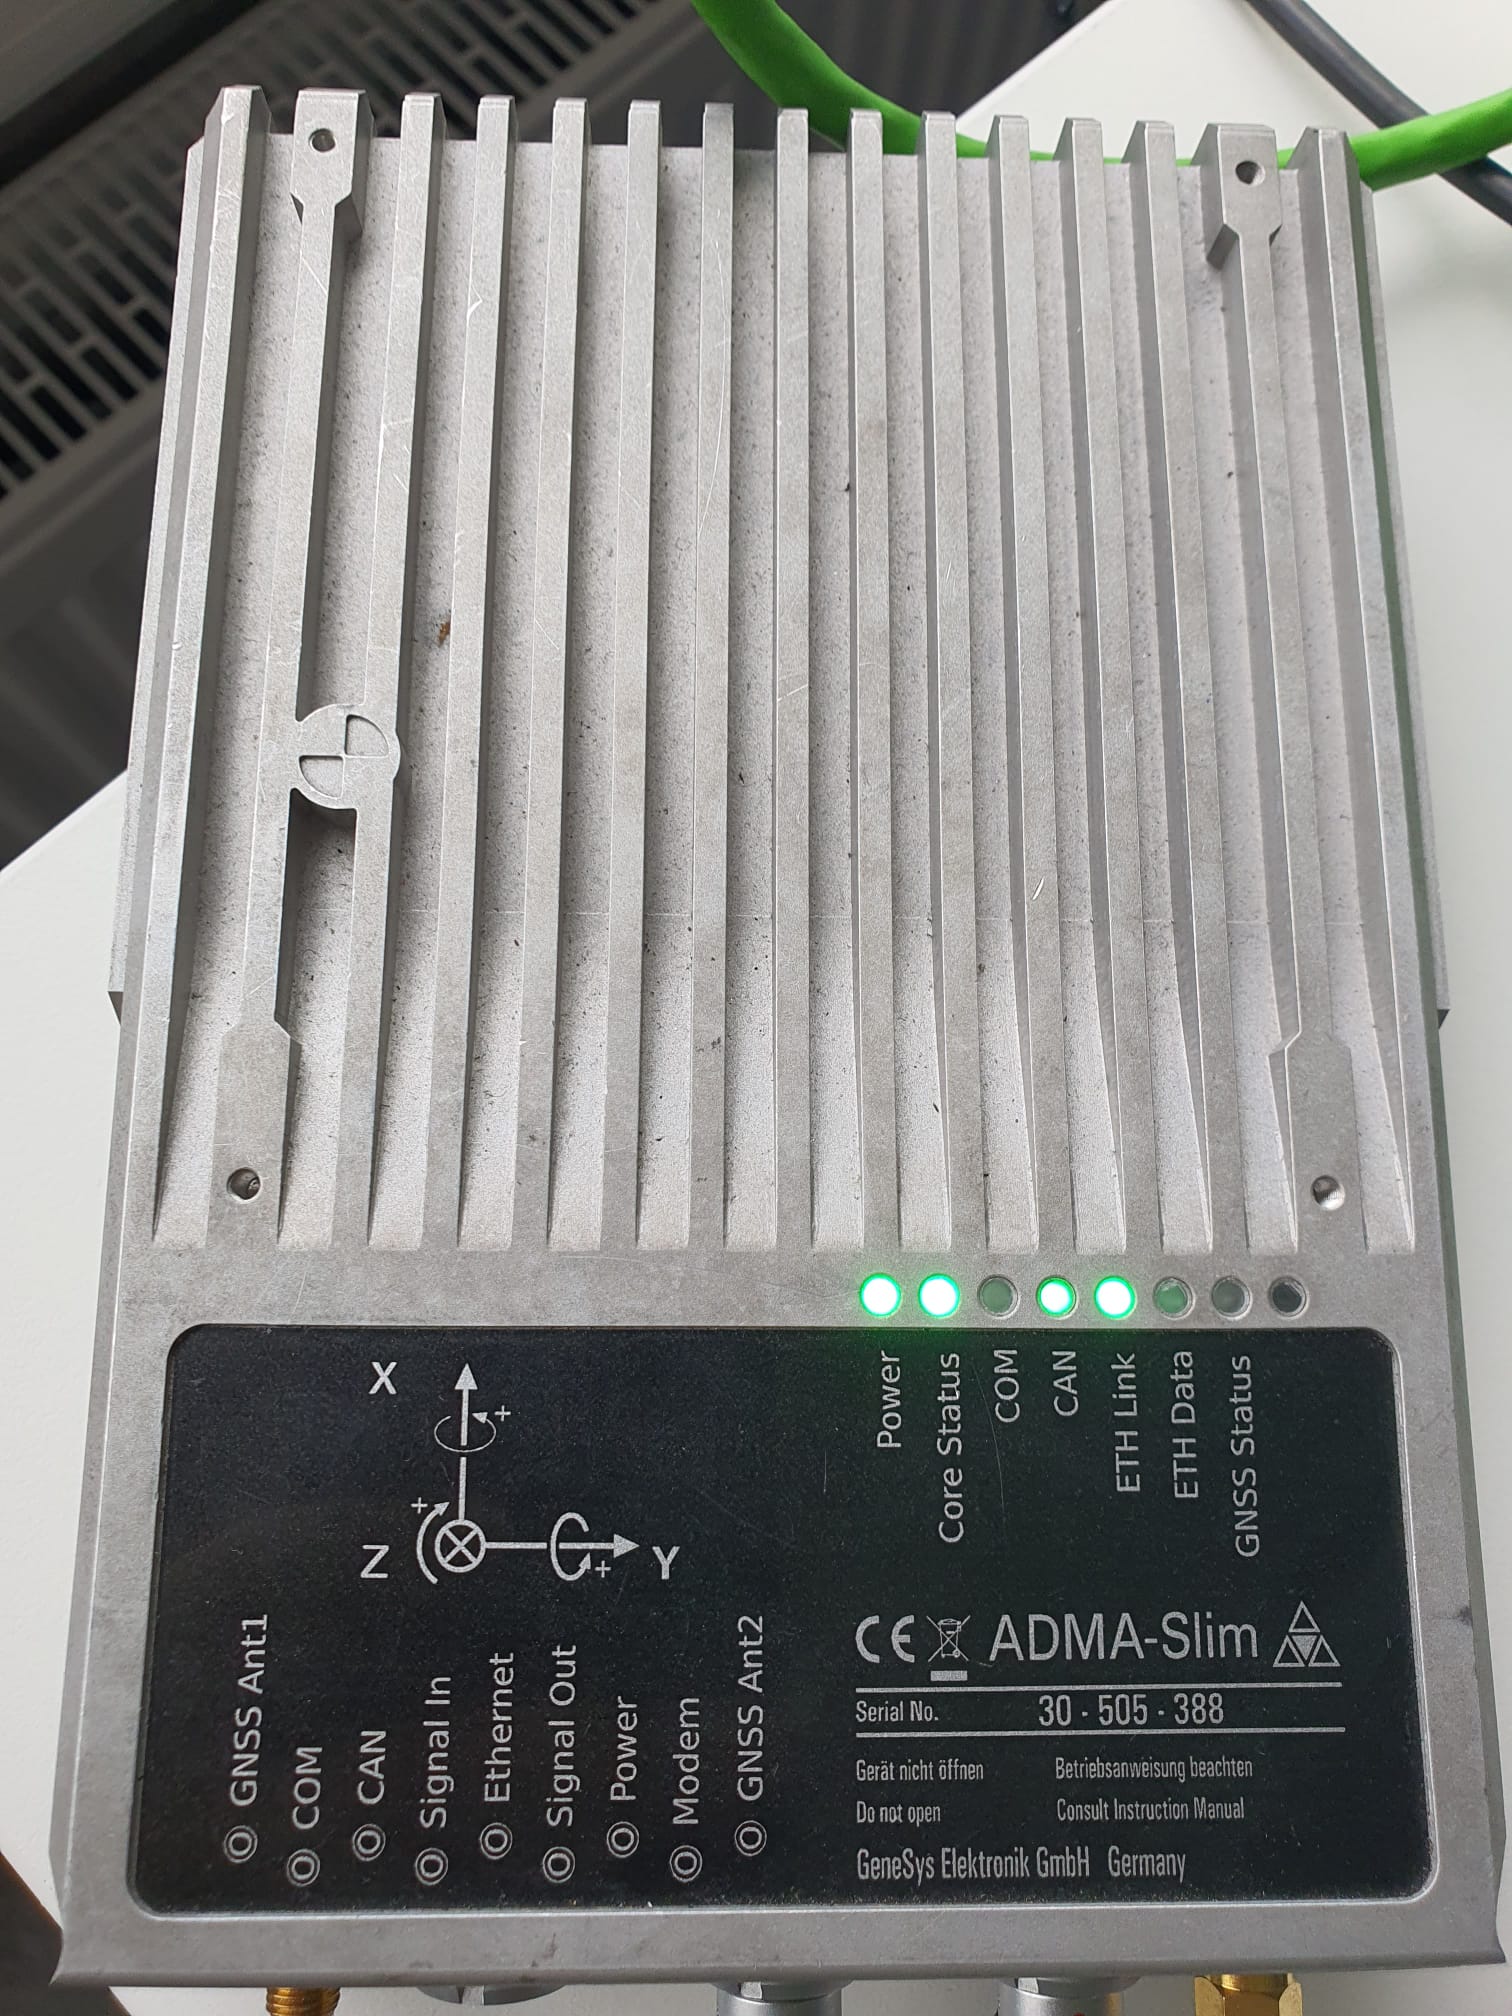 Power
Core Status
COM
CAN
ETH Link
ETH Data
GNSS Status
X
+
+
Z
+
Y
GNSS Ant1
COM
CAN
Signal In
Ethernet
Signal Out
Power
Modem
GNSS Ant2
CE ADMA-Slim
Serial No. 30 - 505 - 388
Gerät nicht öffnen Betriebsanweisung beachten
Do not open Consult Instruction Manual
GeneSys Elektronik GmbH Germany